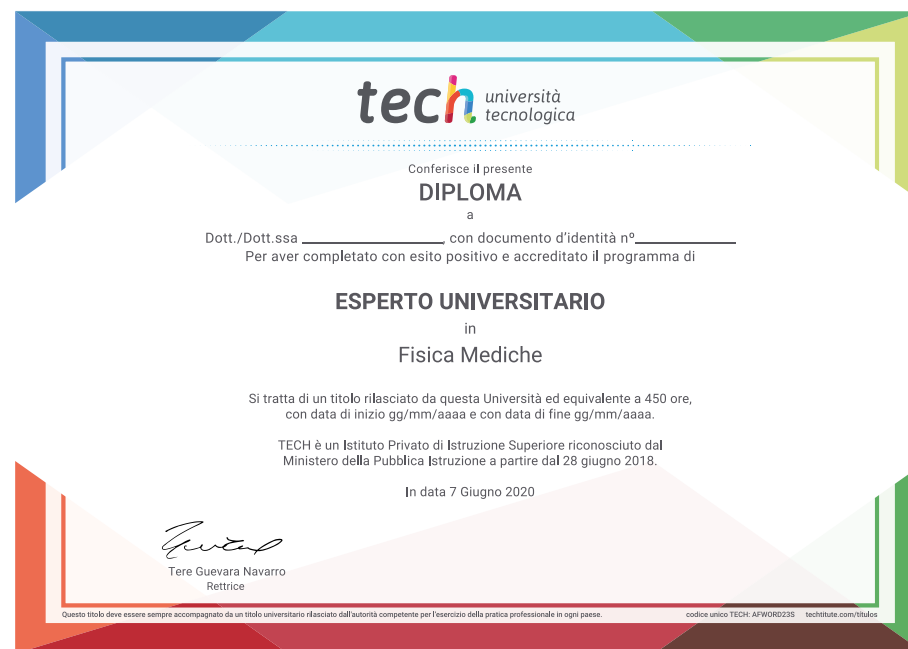 tech università
tecnologica
Conferisce il presente
DIPLOMA
a
Dott./Dott.ssa ____________________, con documento d'identità nº______________
Per aver completato con esito positivo e accreditato il programma di
ESPERTO UNIVERSITARIO
in
Fisica Mediche
Si tratta di un titolo rilasciato da questa Università ed equivalente a 450 ore,
con data di inizio gg/mm/aaaa e con data di fine gg/mm/aaaa.
TECH è un Istituto Privato di Istruzione Superiore riconosciuto dal
Ministero della Pubblica Istruzione a partire dal 28 giugno 2018.
In data 7 Giugno 2020
Tere Guevara Navarro
Rettrice
Questo titolo deve essere sempre accompagnato da un titolo universitario rilasciato dall'autorità competente per l'esercizio della pratica professionale in ogni paese. codice unico TECH: AFWORD23S techtitute.com/titulos